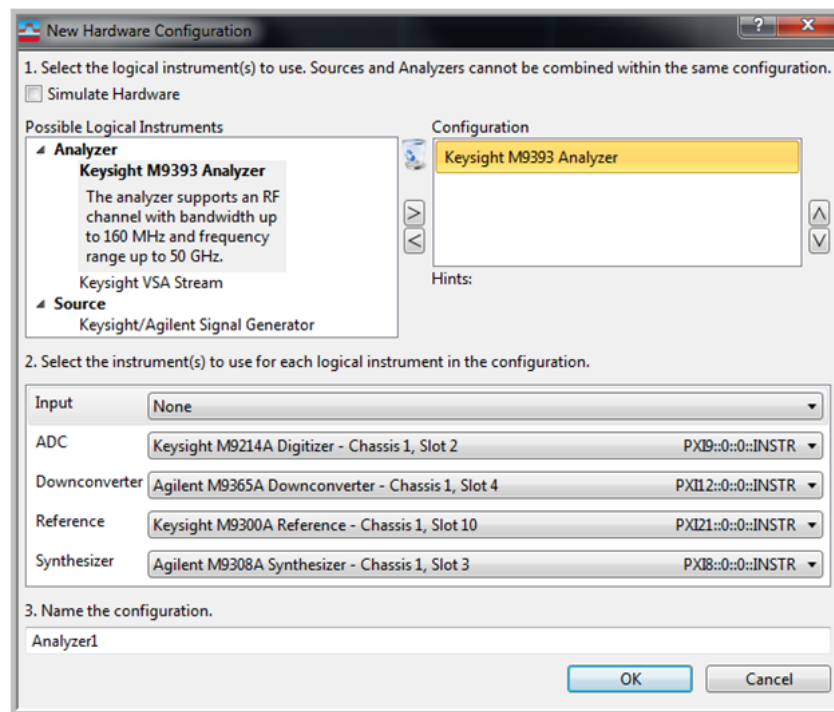 New Hardware Configuration
1. Select the logical instrument(s) to use. Sources and Analyzers cannot be combined within the same configuration.
Simulate Hardware
Possible Logical Instruments
Analyzer
Keysight M9393 Analyzer
The analyzer supports an RF
channel with bandwidth up
to 160 MHz and frequency
range up to 50 GHz.
Keysight VSA Stream
Source
Keysight/Agilent Signal Generator
Configuration
Keysight M9393 Analyzer
Hints:
2. Select the instrument(s) to use for each logical instrument in the configuration.
Input None
ADC Keysight M9214A Digitizer - Chassis 1, Slot 2 PXI9::0::0::INSTR
Downconverter Agilent M9365A Downconverter - Chassis 1, Slot 4 PXI12::0::0::INSTR
Reference Keysight M9300A Reference - Chassis 1, Slot 10 PXI21::0::0::INSTR
Synthesizer Agilent M9308A Synthesizer - Chassis 1, Slot 3 PXI8::0::0::INSTR
3. Name the configuration.
Analyzer1
OK Cancel